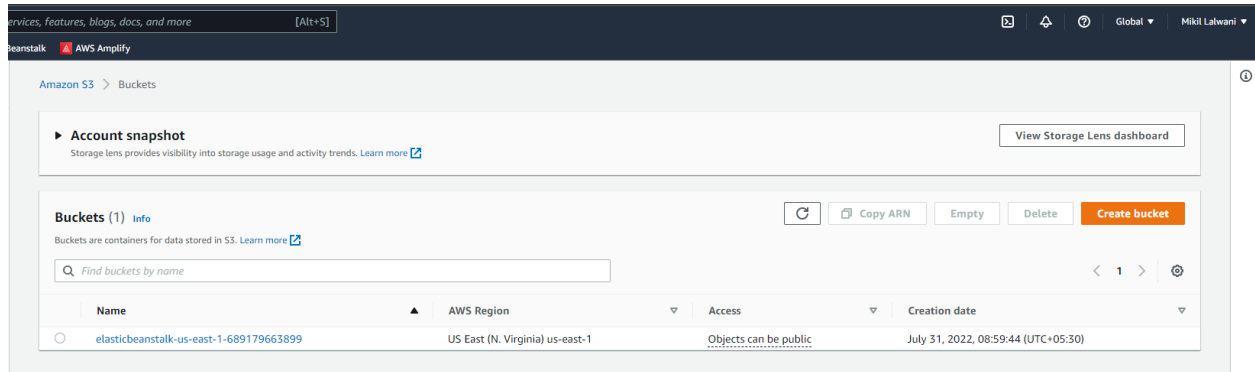 ervices, features, blogs, docs, and more [Alt+S] Global Mikil Lalwani
Beanstalk AWS Amplify
Amazon S3 > Buckets
Account snapshot
View Storage Lens dashboard
Storage lens provides visibility into storage usage and activity trends. Learn more
Buckets (1) Info
Copy ARN Empty Delete Create bucket
Buckets are containers for data stored in S3. Learn more
Find buckets by name
< 1 >
Name AWS Region Access Creation date
elasticbeanstalk-us-east-1-689179663899 US East (N. Virginia) us-east-1 Objects can be public July 31, 2022, 08:59:44 (UTC+05:30)